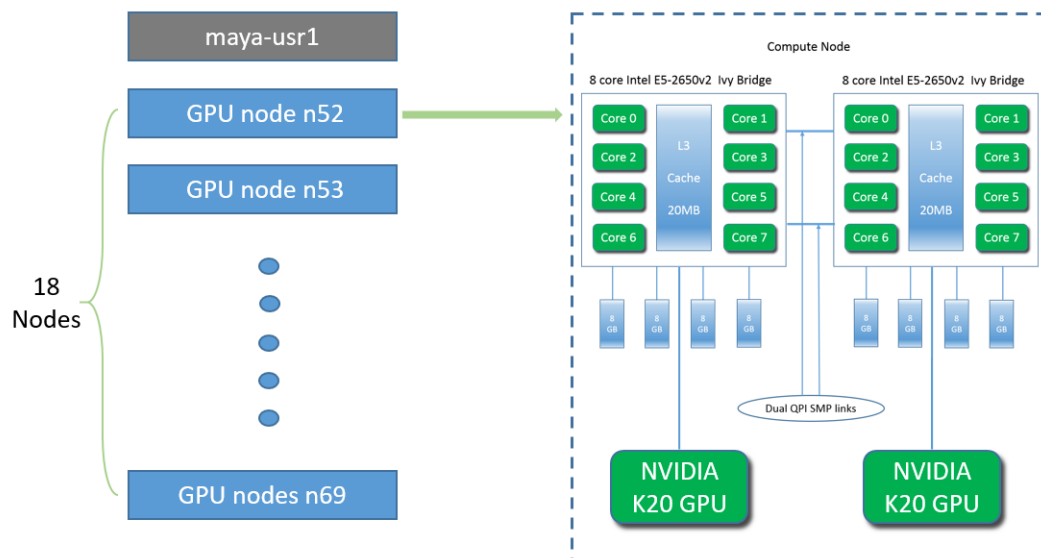 maya-usr1
GPU node n52
GPU node n53
18
Nodes
GPU nodes n69
Compute Node
8 core Intel E5-2650v2 Ivy Bridge
Core 0
Core 1
Core 2
Core 3
Core 4
Core 5
Core 6
Core 7
L3
Cache
20MB
8
GB
8
GB
8
GB
8
GB
8 core Intel E5-2650v2 Ivy Bridge
Core 0
Core 1
Core 2
Core 3
Core 4
Core 5
Core 6
Core 7
L3
Cache
20MB
8
GB
8
GB
8
GB
8
GB
Dual QPI SMP links
NVIDIA
K20 GPU
NVIDIA
K20 GPU